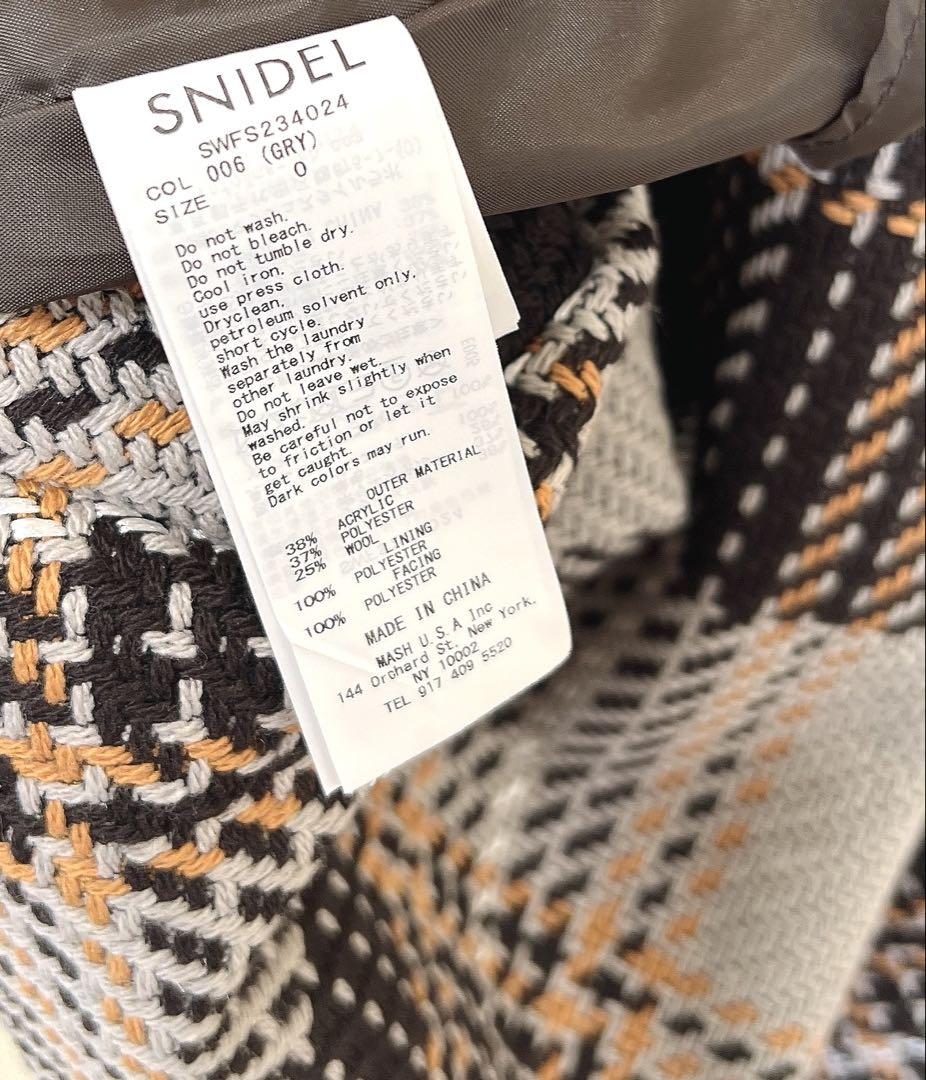 SNIDEL
SWFS234024
COL 006 (GRY)
SIZE 0
Do not wash.
Do not bleach.
Do not tumble dry.
Cool iron.
use press cloth.
Dryclean.
petroleum solvent only.
short cycle.
Wash the laundry
separately from
other laundry.
Do not leave wet.
May shrink slightly when
washed.
Be careful not to expose
to friction or let it
get caught.
Dark colors may run.
OUTER MATERIAL
38% ACRYLIC
37% POLYESTER
25% WOOL
LINING
100% POLYESTER
FACING
100% POLYESTER
MADE IN CHINA
MASH U.S.A Inc
144 Orchard St. New York.
NY 10002
TEL 917 409 5520